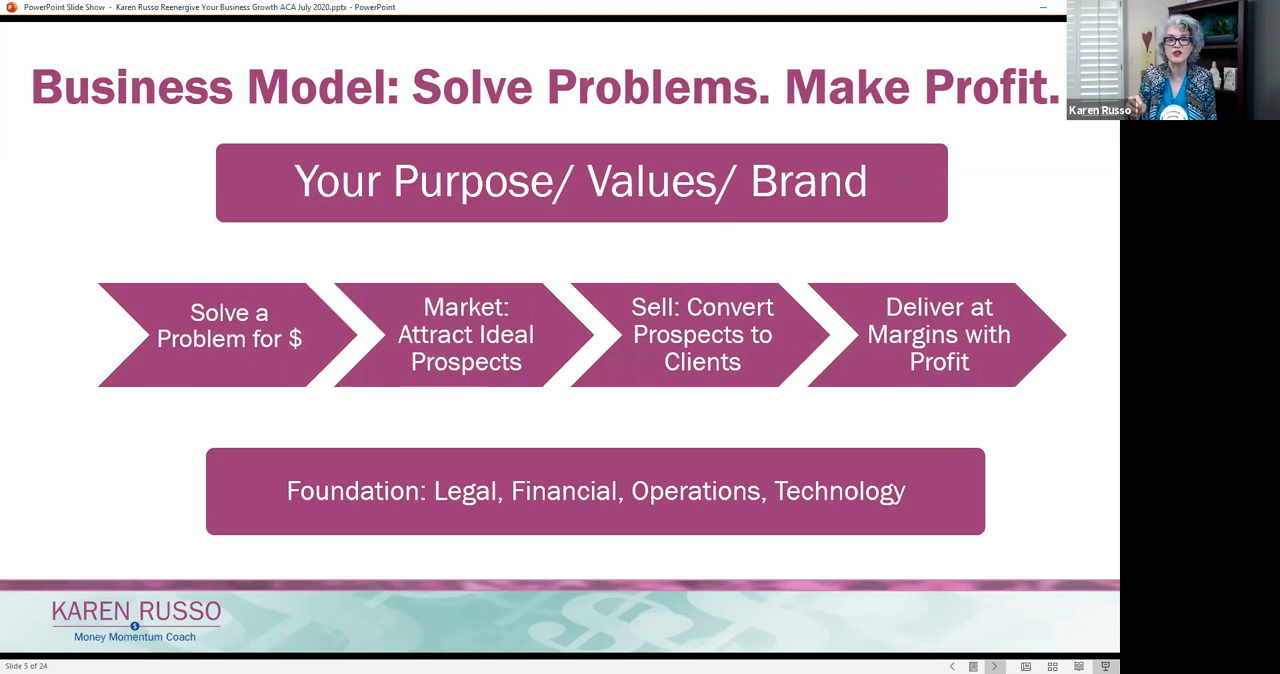 PowerPoint Slide Show - Karen Russo Reenergive Your Business Growth ACA July 2020.pptx - PowerPoint
Karen Russo
Business Model: Solve Problems. Make Profit.
Your Purpose/ Values/ Brand
Solve a
Problem for $
Market:
Attract Ideal
Prospects
Sell: Convert
Prospects to
Clients
Deliver at
Margins with
Profit
Foundation: Legal, Financial, Operations, Technology
KAREN RUSSO
$
Money Momentum Coach
Slide 5 of 24